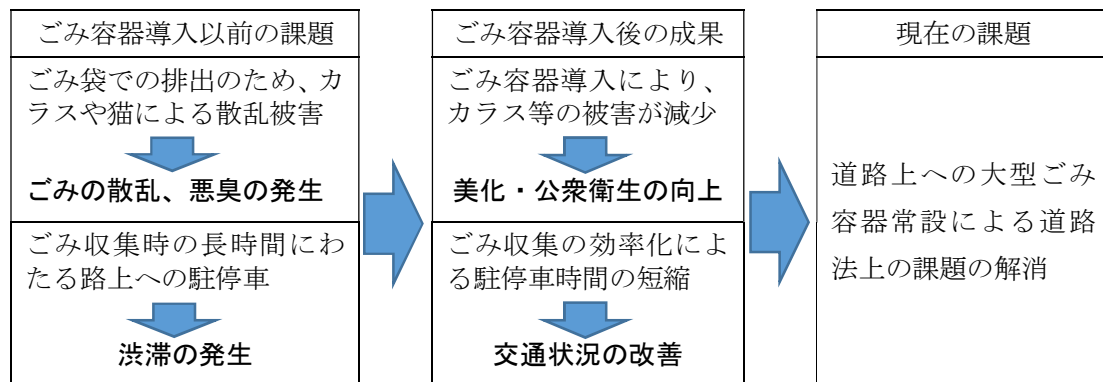 ごみ容器導入以前の課題
ごみ袋での排出のため、カ
ラスや猫による散乱被害
ごみの散乱、悪臭の発生
ごみ収集時の長時間にわ
たる路上への駐停車
渋滞の発生
ごみ容器導入後の成果
ごみ容器導入により、
カラス等の被害が減少
美化・公衆衛生の向上
ごみ収集の効率化によ
る駐停車時間の短縮
交通状況の改善
現在の課題
道路上への大型ごみ
容器常設による道路
法上の課題の解消